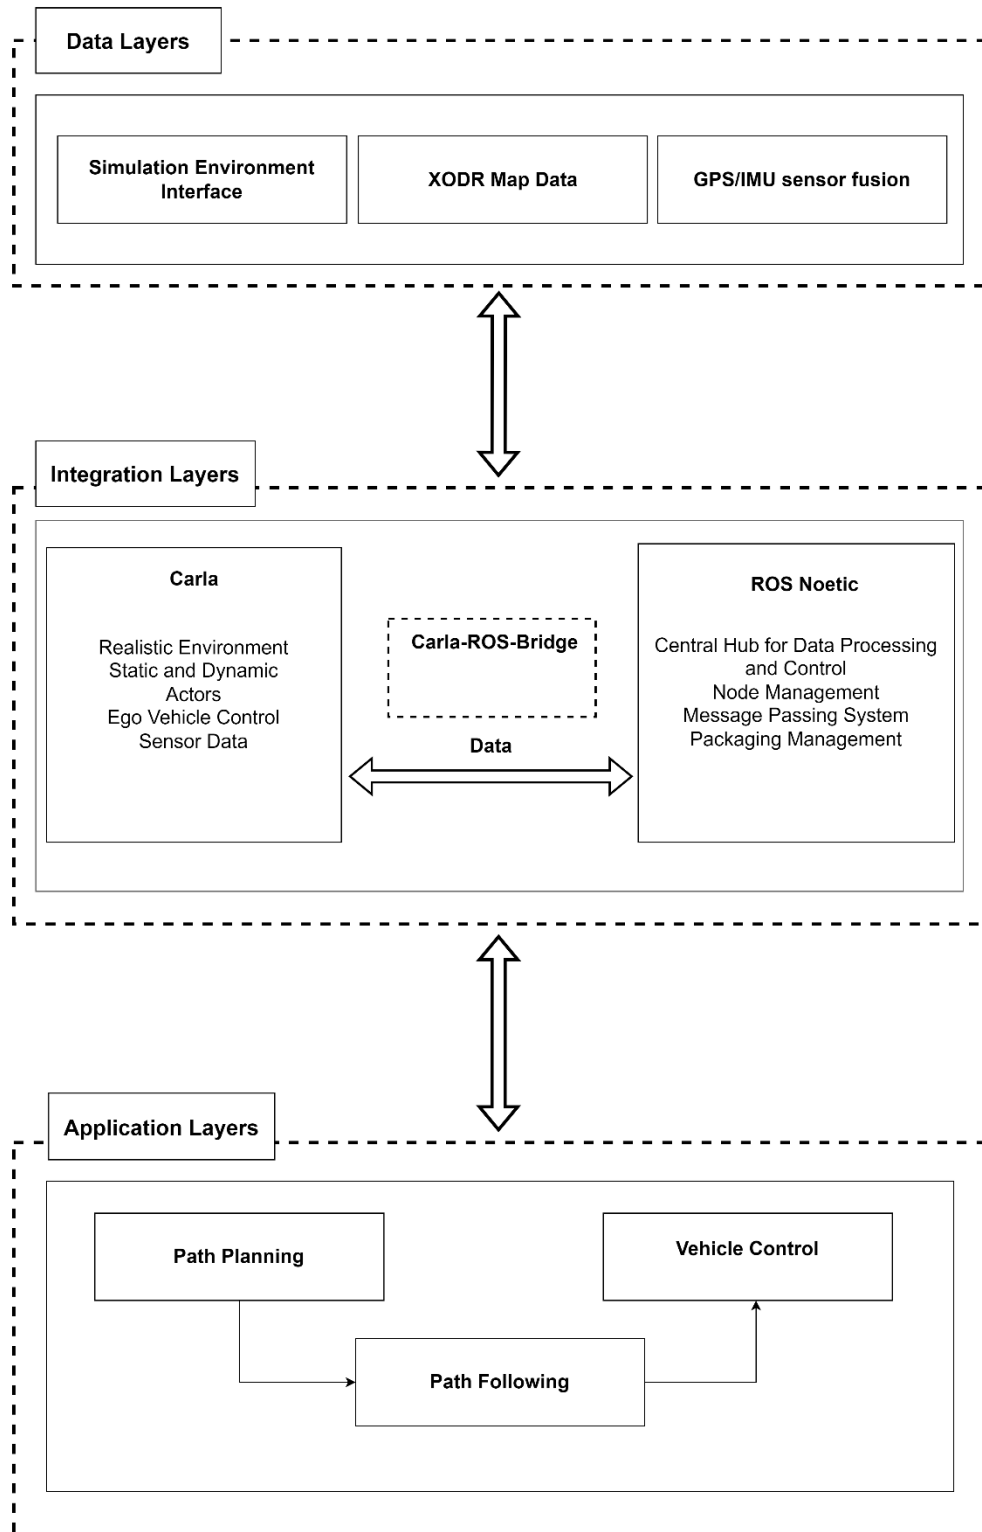 Data Layers
Simulation Environment
Interface
XODR Map Data
GPS/IMU sensor fusion
Integration Layers
Carla
Realistic Environment
Static and Dynamic
Actors
Ego Vehicle Control
Sensor Data
Carla-ROS-Bridge
Data
ROS Noetic
Central Hub for Data Processing
and Control
Node Management
Message Passing System
Packaging Management
Application Layers
Path Planning
Vehicle Control
Path Following